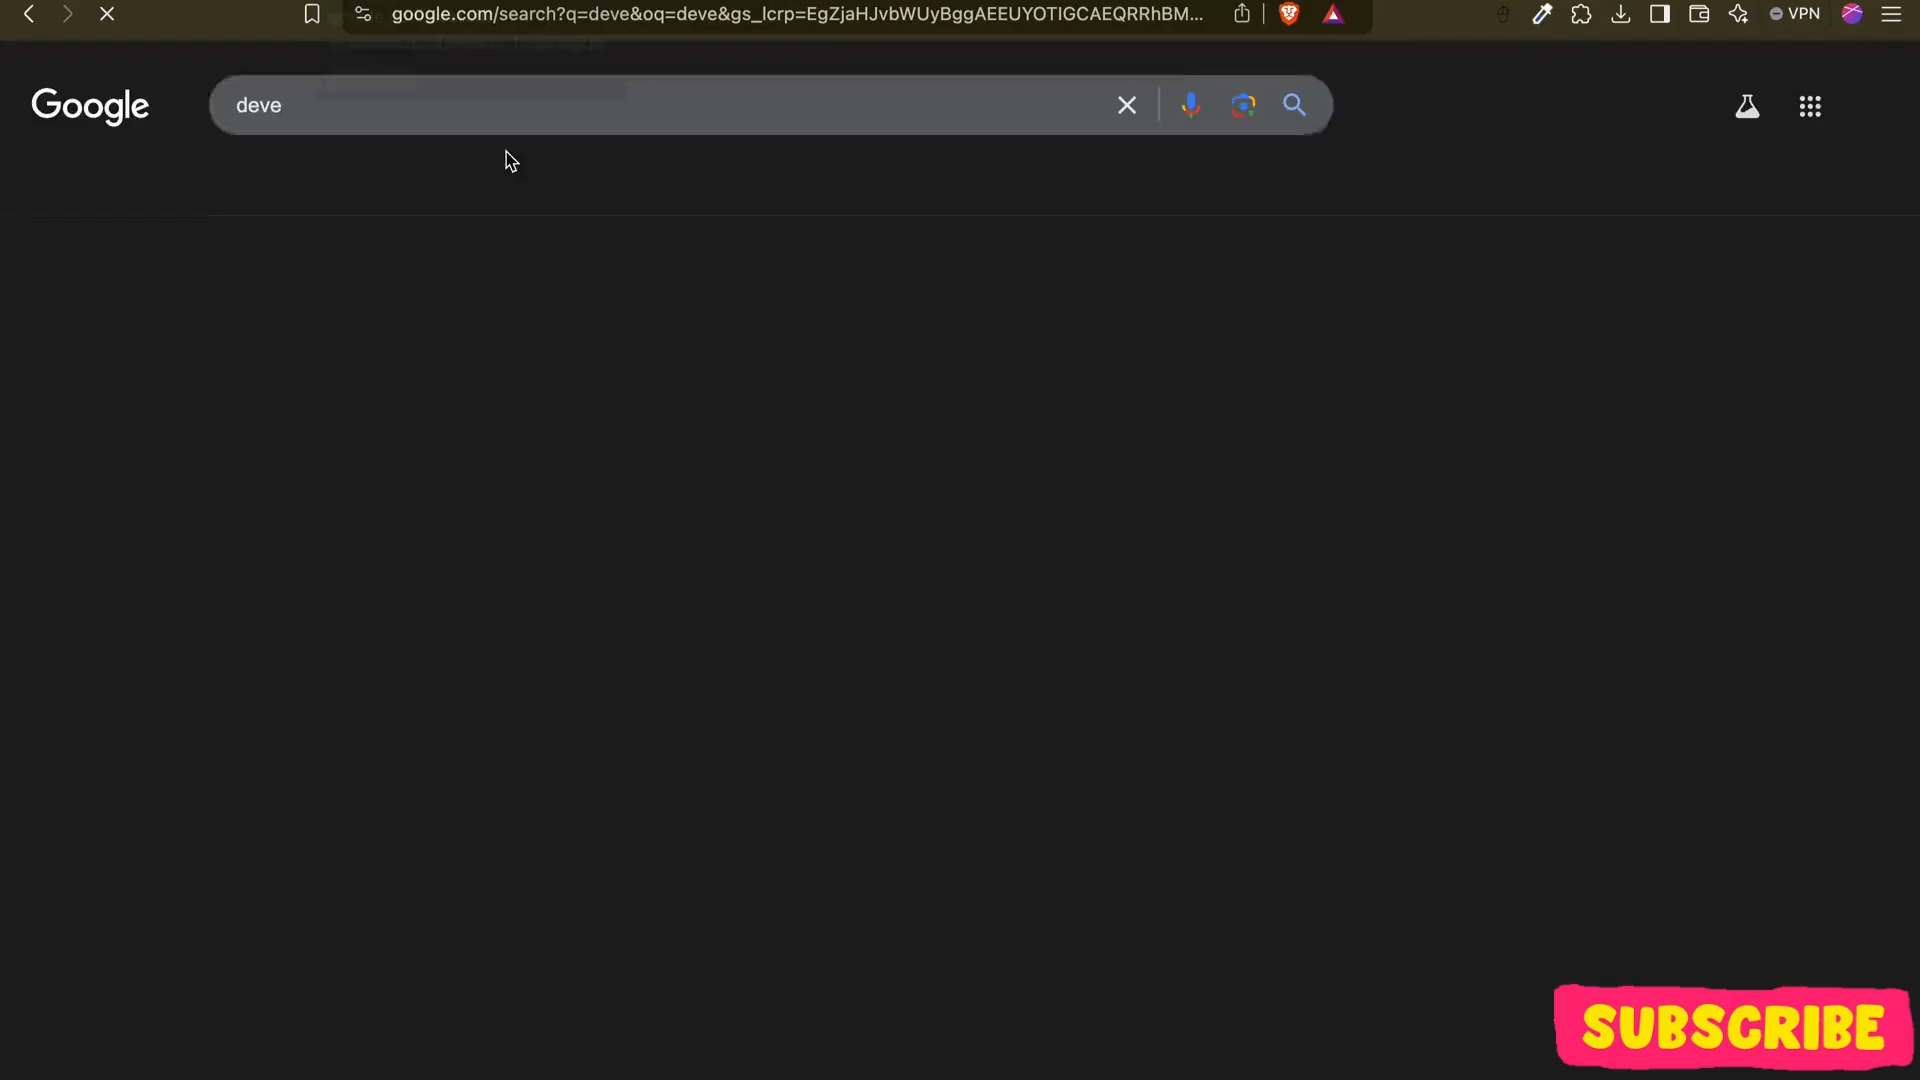 google.com/search?q=deve&oq=deve&gs_lcrp=EgZjaHJvbWUyBggAEEUYOTIGCAEQRRhBM...
VPN
Google
deve
SUBSCRIBE